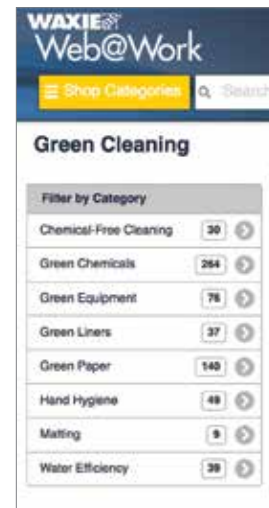 WAXIE
Web@Work
Shop Categories Search
Green Cleaning
Filter by Category
Chemical-Free Cleaning 30
Green Chemicals 264
Green Equipment 76
Green Liners 37
Green Paper 140
Hand Hygiene 49
Matting 9
Water Efficiency 39